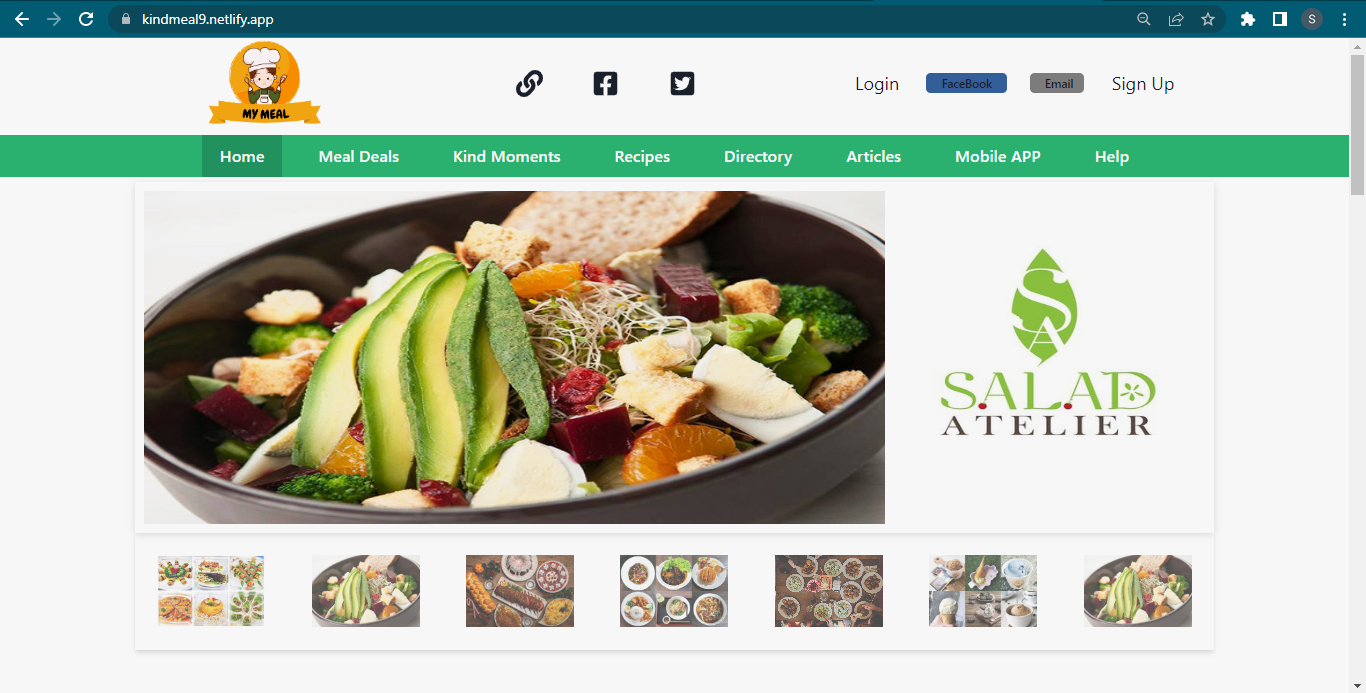 kindmeal9.netlify.app
S
MY MEAL
Login
FaceBook
Email
Sign Up
Home
Meal Deals
Kind Moments
Recipes
Directory
Articles
Mobile APP
Help
SA
SALAD
ATELIER